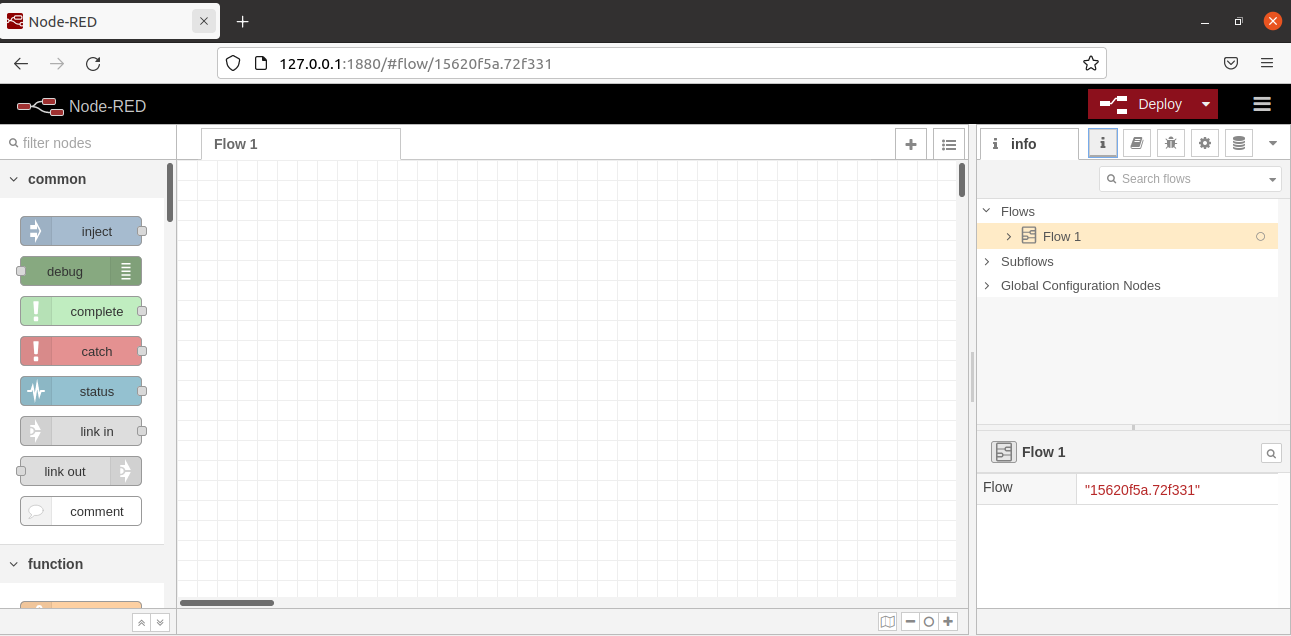 Node-RED
127.0.0.1:1880/#flow/15620f5a.72f331
Node-RED
Deploy
filter nodes
Flow 1
i info
i
Search flows
common
inject
debug
complete
catch
status
link in
link out
comment
function
Flows
Flow 1
Subflows
Global Configuration Nodes
Flow 1
Flow "15620f5a.72f331"